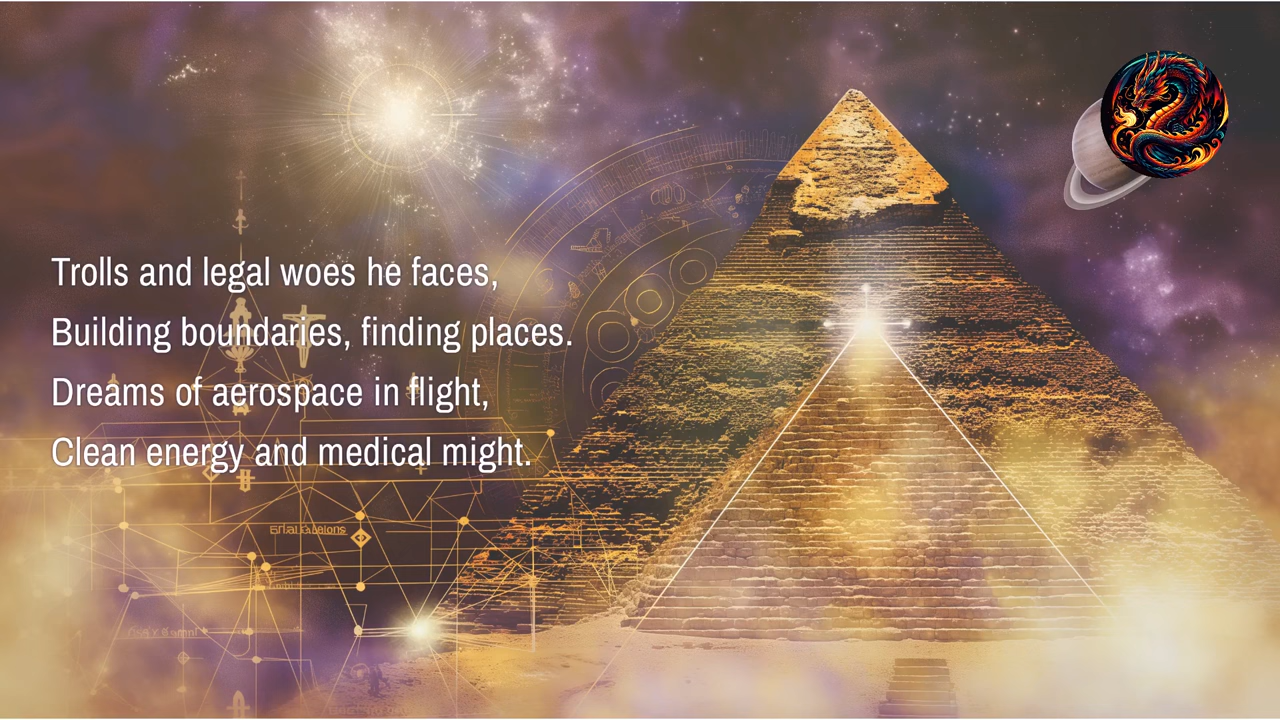 Trolls and legal woes he faces,
Building boundaries, finding places.
Dreams of aerospace in flight,
Clean energy and medical might.